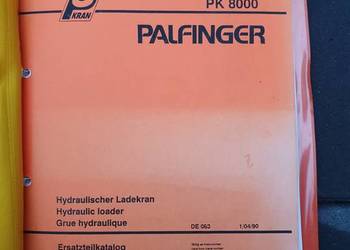 PK 8000
KRAN
PALFINGER
Hydraulischer Ladekran
Hydraulic loader
Grue hydraulique DE 063 1/04/90
Ersatzteilkatalog